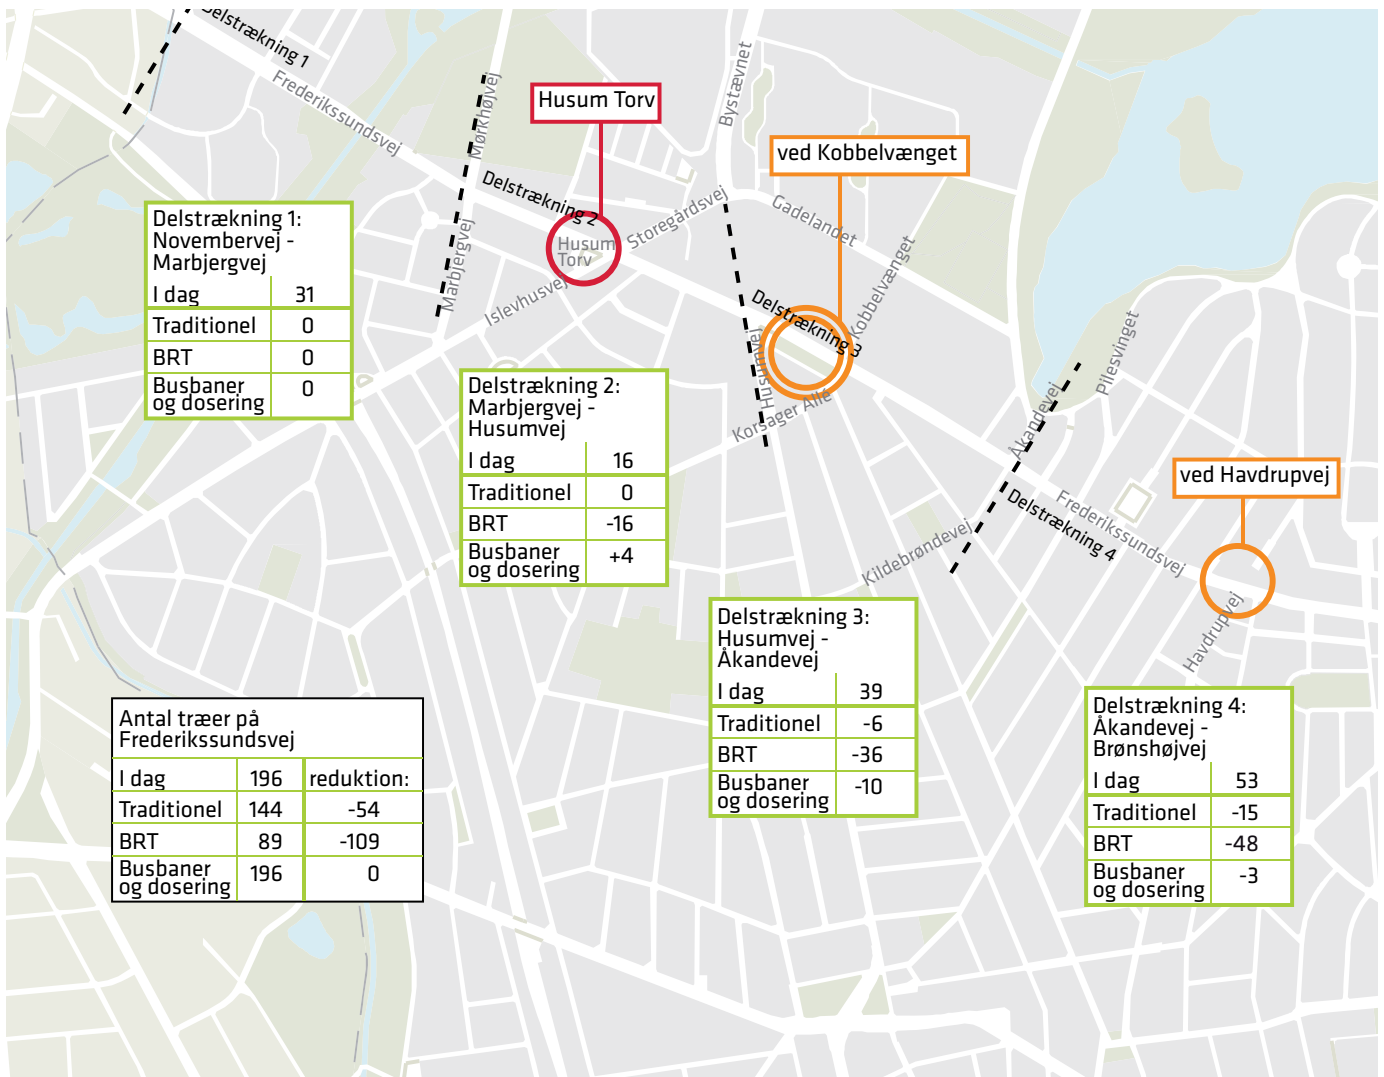 Delstrækning 1
Frederikssundsvej
Mørkhøjvej
Marbjergvej
Husum Torv
Delstrækning 2
Husum
Torv
Storegårdsvej
Islevhusvej
Bystævnet
ved Kobbelvænget
Gadelandet
Kobbelvænget
Delstrækning 3
Husumvej
Korsager Allé
Pilesvinget
Åkandevej
Kildebrøndevej
Delstrækning 4
Frederikssundsvej
ved Havdrupvej
Havdrupvej
Delstrækning 1:
Novembervej -
Marbjergvej
I dag 31
Traditionel 0
BRT 0
Busbaner
og dosering 0
Delstrækning 2:
Marbjergvej -
Husumvej
I dag 16
Traditionel 0
BRT -16
Busbaner
og dosering +4
Delstrækning 3:
Husumvej -
Åkandevej
I dag 39
Traditionel -6
BRT -36
Busbaner
og dosering -10
Delstrækning 4:
Åkandevej -
Brønshøjvej
I dag 53
Traditionel -15
BRT -48
Busbaner
og dosering -3
Antal træer på
Frederikssundsvej
I dag 196 reduktion:
Traditionel 144 -54
BRT 89 -109
Busbaner
og dosering 196 0